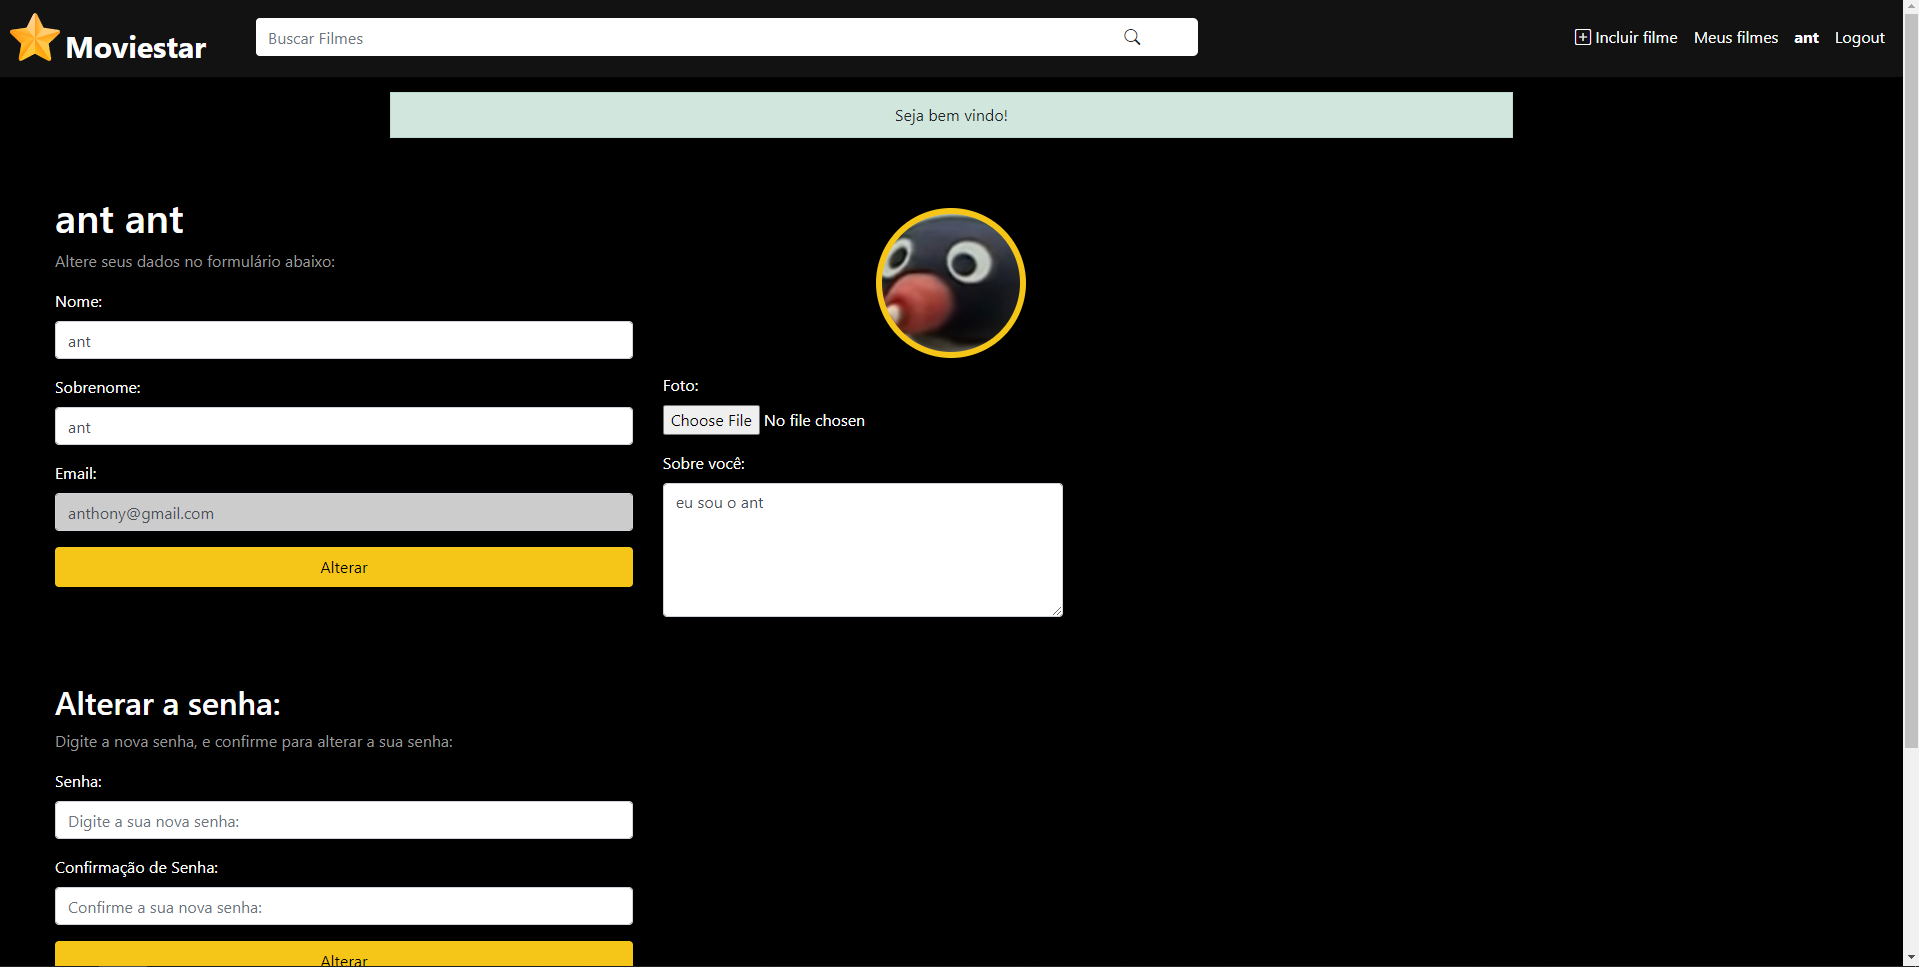 Moviestar
Buscar Filmes
Incluir filme
Meus filmes
ant
Logout
Seja bem vindo!
ant ant
Altere seus dados no formulário abaixo:
Nome:
ant
Sobrenome:
ant
Email:
anthony@gmail.com
Alterar
Foto:
Choose File No file chosen
Sobre você:
eu sou o ant
Alterar a senha:
Digite a nova senha, e confirme para alterar a sua senha:
Senha:
Digite a sua nova senha:
Confirmação de Senha:
Confirme a sua nova senha:
Alterar